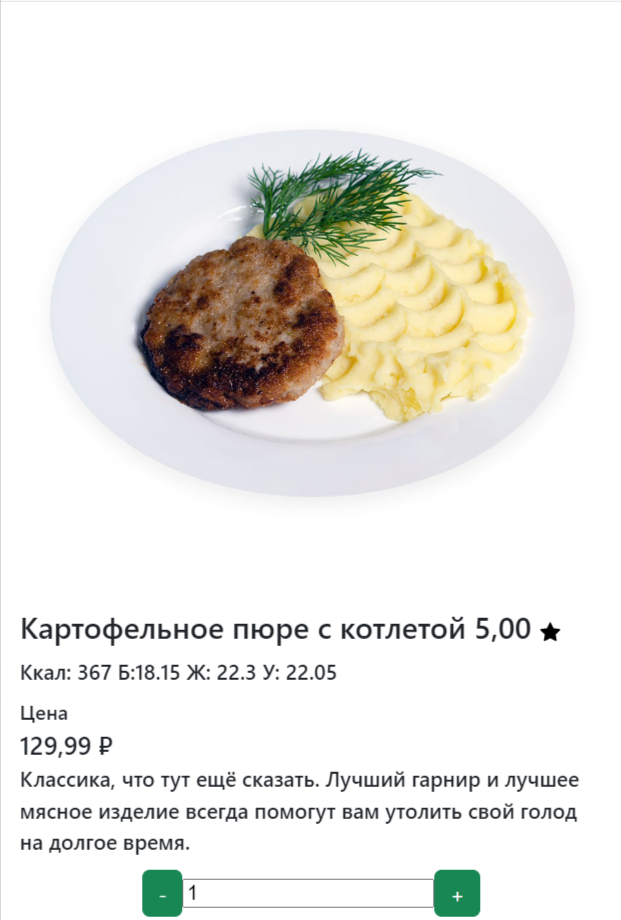 Картофельное пюре с котлетой 5,00 ★
Ккал: 367 Б:18.15 Ж: 22.3 У: 22.05
Цена
129,99 ₽
Классика, что тут ещё сказать. Лучший гарнир и лучшее
мясное изделие всегда помогут вам утолить свой голод
на долгое время.
- 1 +